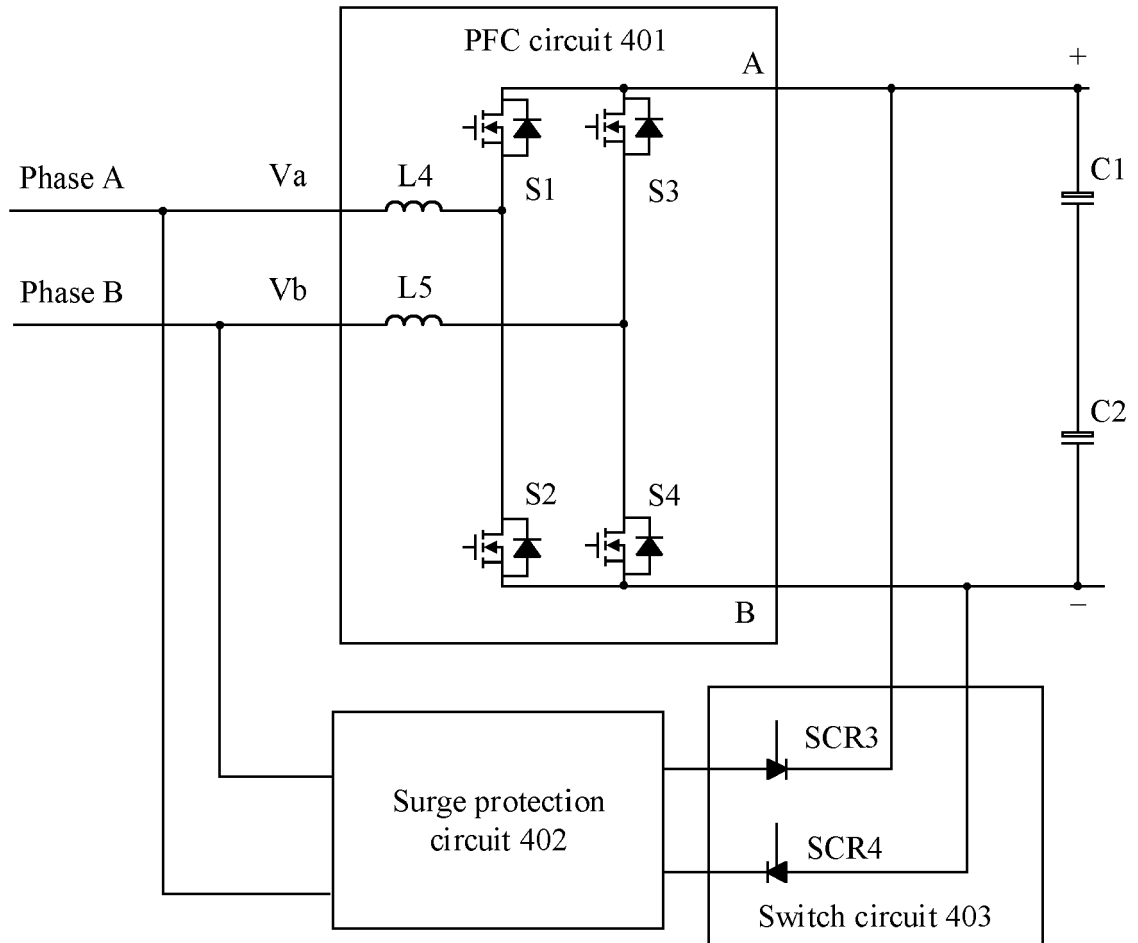 PFC circuit 401
A
+
Phase A
Va
L4
S1
S3
C1
Phase B
Vb
L5
C2
S2
S4
B
−
SCR3
Surge protection
circuit 402
SCR4
Switch circuit 403